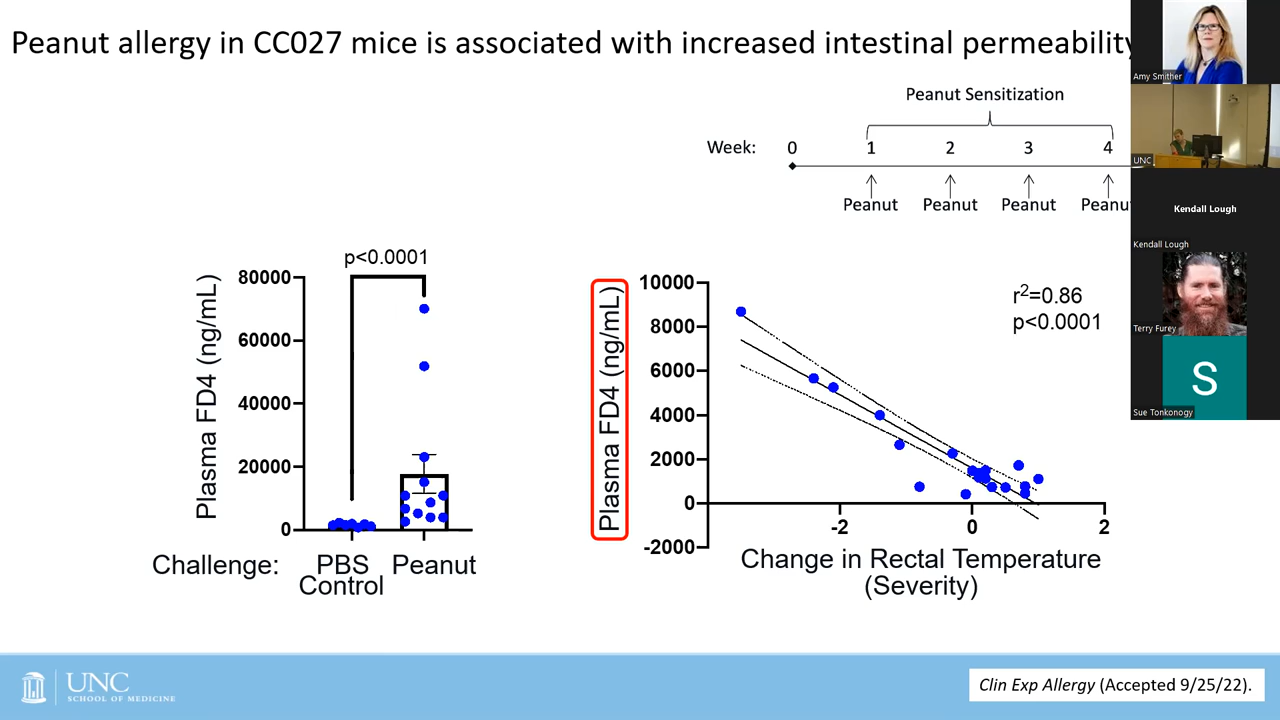 Peanut allergy in CC027 mice is associated with increased intestinal permeability
Amy Smither
Peanut Sensitization
Week: 0 1 2 3 4
UNC
Peanut Peanut Peanut Peanut
Kendall Lough
Kendall Lough
Terry Furey
S
Sue Tonkonogy
p<0.0001
80000
60000
40000
20000
0
Plasma FD4 (ng/mL)
Challenge: PBS Control Peanut
10000
8000
6000
4000
2000
0
-2000
Plasma FD4 (ng/mL)
r²=0.86
p<0.0001
-2 0 2
Change in Rectal Temperature
(Severity)
UNC
SCHOOL OF MEDICINE
Clin Exp Allergy (Accepted 9/25/22).